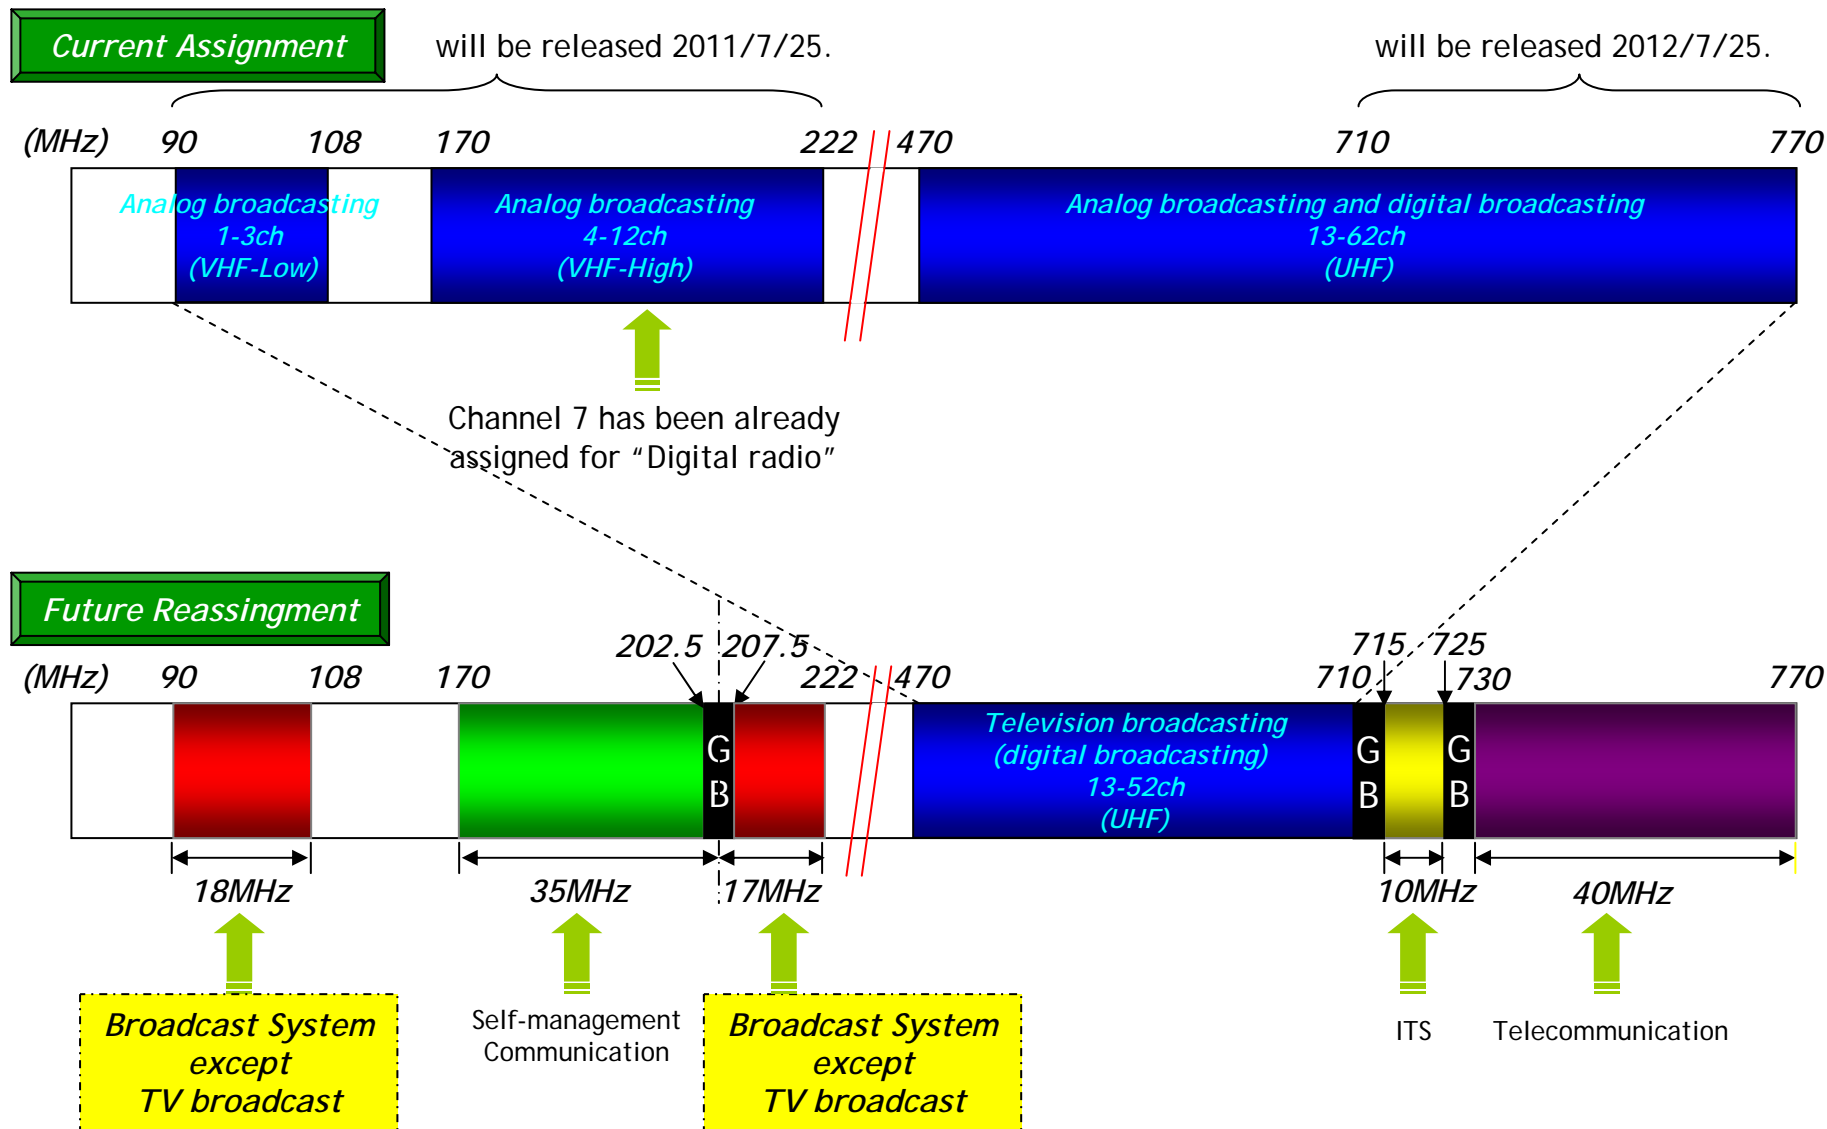 Current Assignment
will be released 2011/7/25.
will be released 2012/7/25.
(MHz) 90 108 170 222 470 710 770
Analog broadcasting
1-3ch
(VHF-Low)
Analog broadcasting
4-12ch
(VHF-High)
Analog broadcasting and digital broadcasting
13-62ch
(UHF)
Channel 7 has been already
assigned for “Digital radio”
Future Reassingment
202.5 207.5 715 725
(MHz) 90 108 170 222 470 710 730 770
G
B
Television broadcasting
(digital broadcasting)
13-52ch
(UHF)
G
B
G
B
18MHz 35MHz 17MHz 10MHz 40MHz
Broadcast System
except
TV broadcast
Self-management
Communication
Broadcast System
except
TV broadcast
ITS
Telecommunication